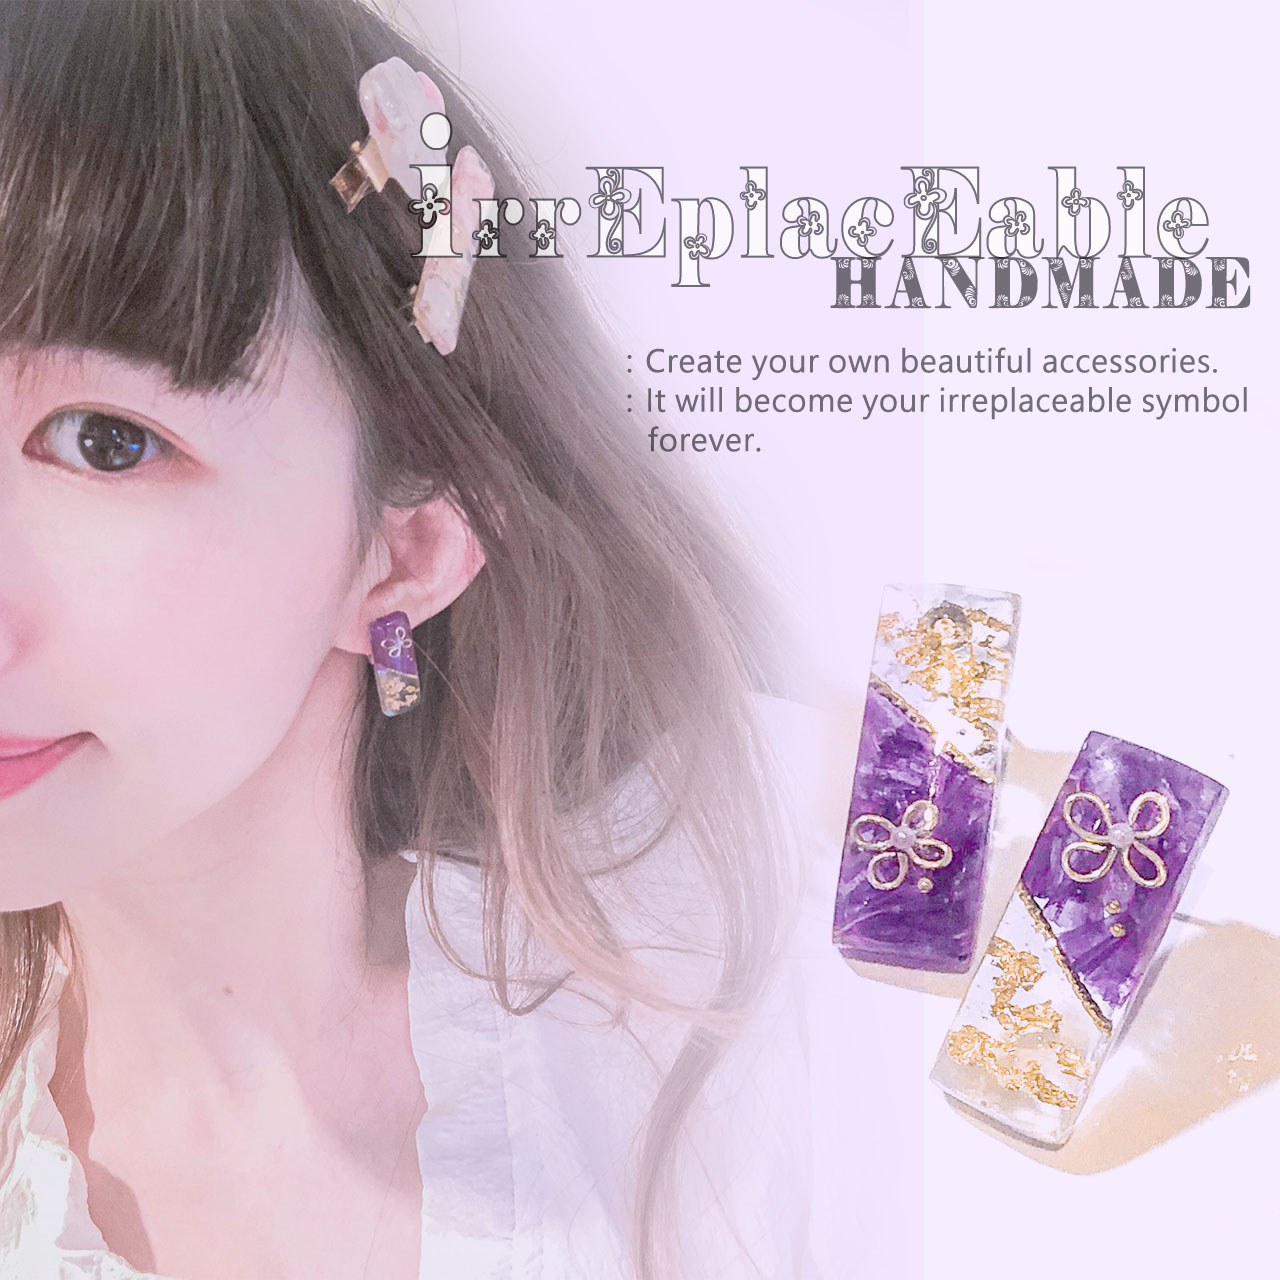 irrEplacEable
HANDMADE
: Create your own beautiful accessories.
: It will become your irreplaceable symbol
forever.